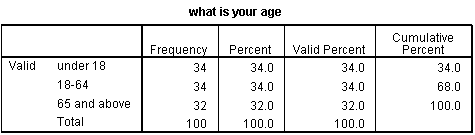 what is your age
Frequency Percent Valid Percent Cumulative Percent
Valid under 18 34 34.0 34.0 34.0
18-64 34 34.0 34.0 68.0
65 and above 32 32.0 32.0 100.0
Total 100 100.0 100.0